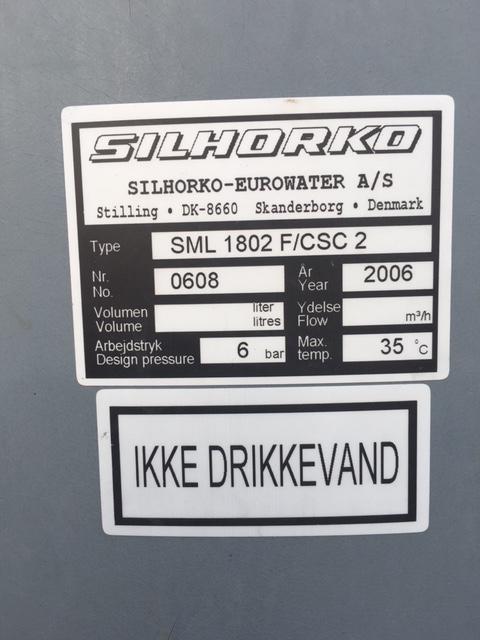 SILHORKO
SILHORKO-EUROWATER A/S
Stilling • DK-8660 Skanderborg • Denmark
Type SML 1802 F/CSC 2
Nr. No. 0608 År Year 2006
Volumen Volume liter litres Ydelse Flow m³/h
Arbejdstryk Design pressure 6 bar Max. temp. 35 °C
IKKE DRIKKEVAND